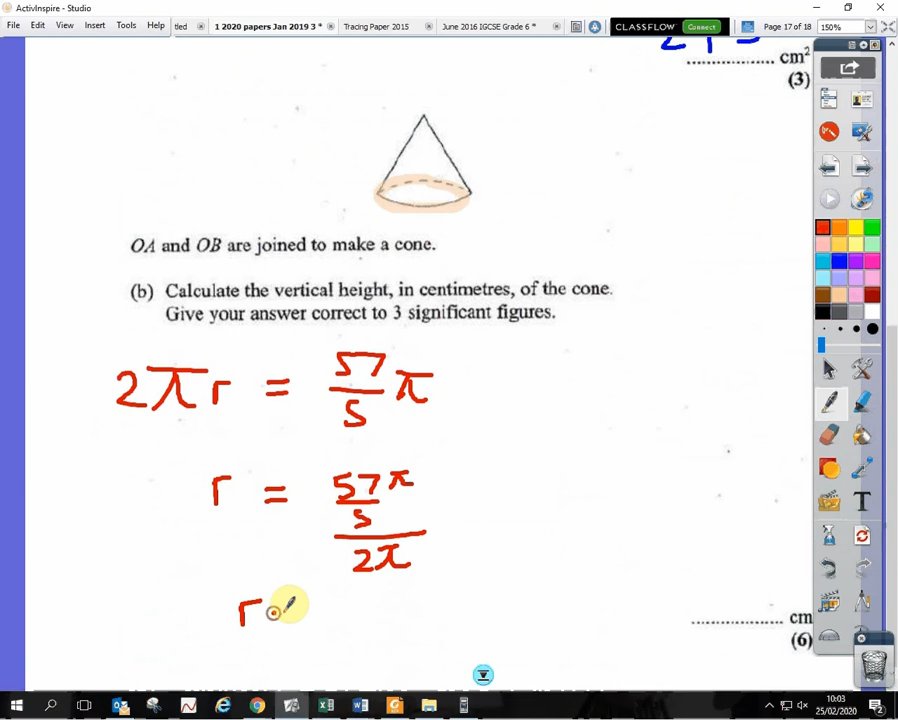 ActivInspire - Studio
File Edit View Insert Tools Help
tled 1 2020 papers Jan 2019 3 * Tracing Paper 2015 June 2016 IGCSE Grade 6 * CLASSFLOW Connect Page 17 of 18 150%
cm²
(3)
OA and OB are joined to make a cone.
(b) Calculate the vertical height, in centimetres, of the cone.
Give your answer correct to 3 significant figures.
2πr = 57/5 π
r = 57π/5 / 2π
r
cm
(6)
10:03
25/02/2020